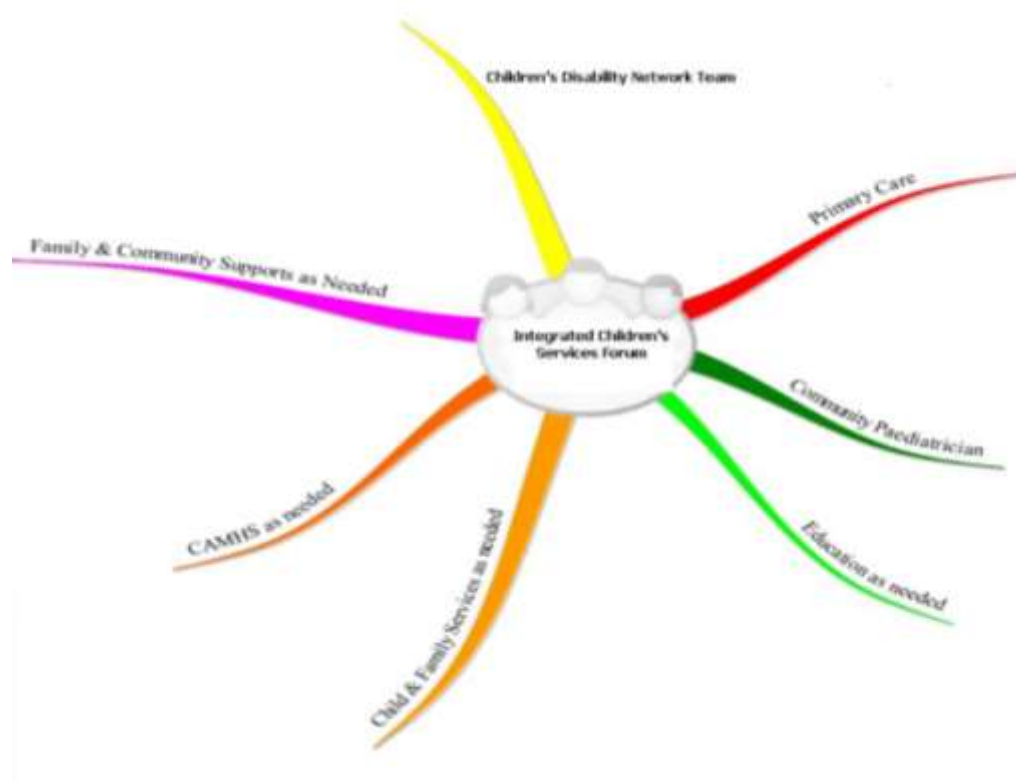 Children's Disability Network Team
Primary Care
Family & Community Supports as Needed
Integrated Children's
Services Forum
Community Paediatrician
CAMHS as needed
Education as needed
Child & Family Services as needed